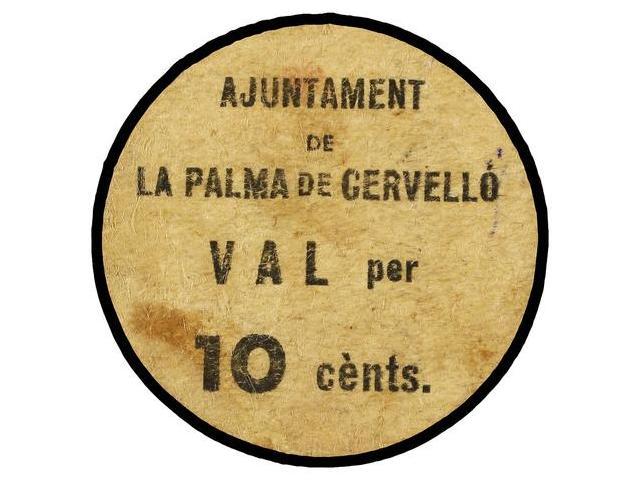 AJUNTAMENT
DE
LA PALMA DE CERVELLÓ
VAL per
10 cènts.